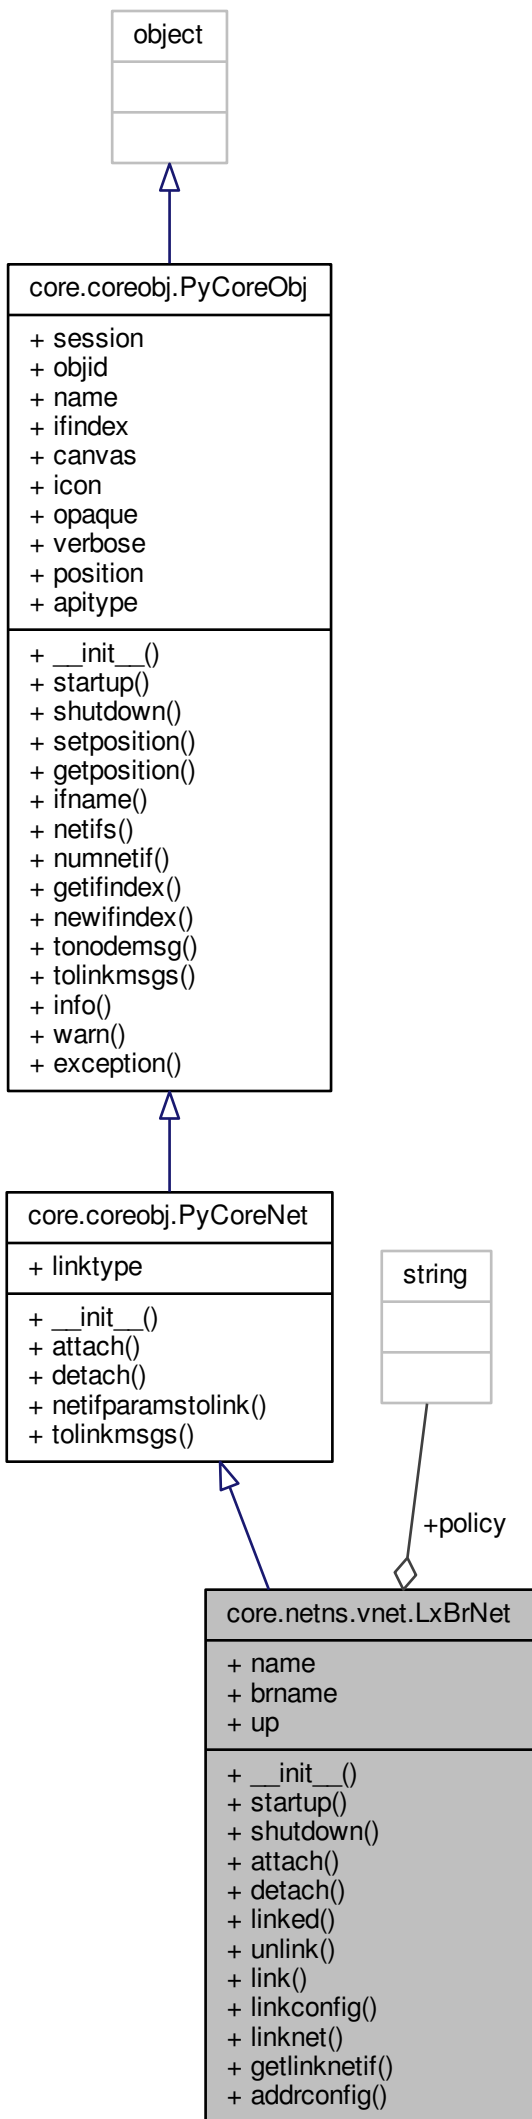 object
core.coreobj.PyCoreObj
+ session
+ objid
+ name
+ ifindex
+ canvas
+ icon
+ opaque
+ verbose
+ position
+ apitype
+ __init__()
+ startup()
+ shutdown()
+ setposition()
+ getposition()
+ ifname()
+ netifs()
+ numnetif()
+ getifindex()
+ newifindex()
+ tonodemsg()
+ tolinkmsgs()
+ info()
+ warn()
+ exception()
core.coreobj.PyCoreNet
+ linktype
+ __init__()
+ attach()
+ detach()
+ netifparamstolink()
+ tolinkmsgs()
string
+policy
core.netns.vnet.LxBrNet
+ name
+ brname
+ up
+ __init__()
+ startup()
+ shutdown()
+ attach()
+ detach()
+ linked()
+ unlink()
+ link()
+ linkconfig()
+ linknet()
+ getlinknetif()
+ addrconfig()